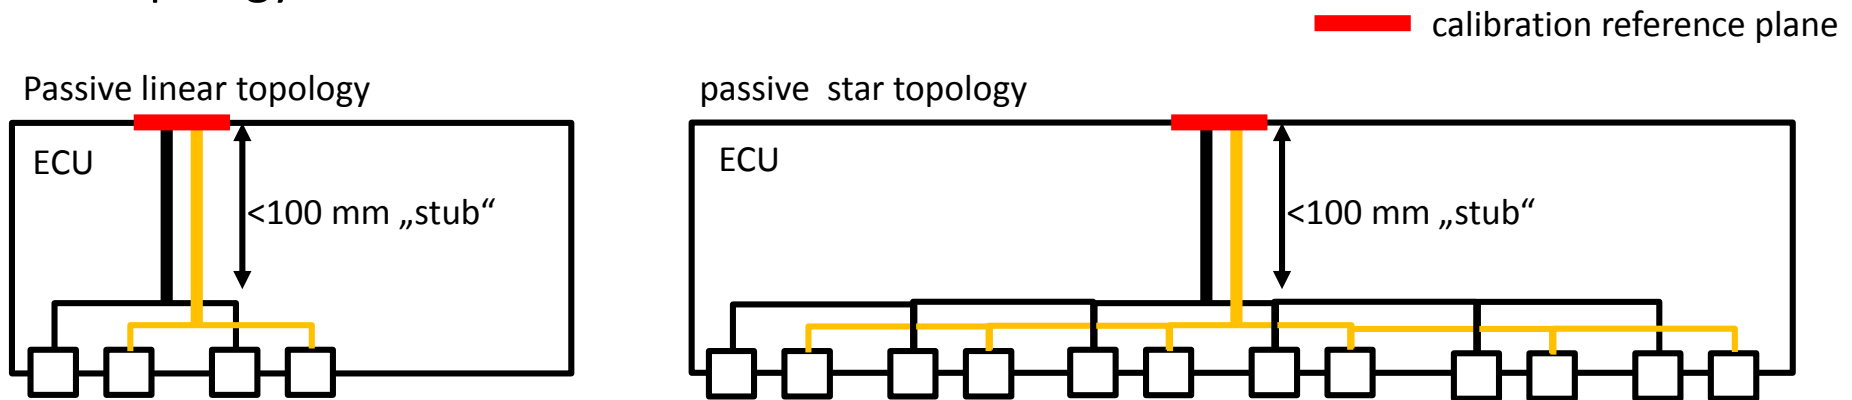 calibration reference plane
Passive linear topology
passive star topology
ECU
<100 mm „stub“
ECU
<100 mm „stub“